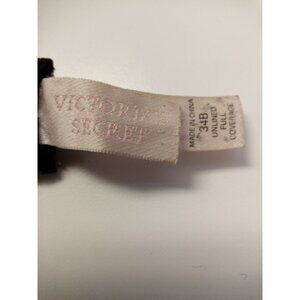 VICTORIA'S
SECRET
MADE IN CHINA
34B
UNLINED
FULL
COVERAGE